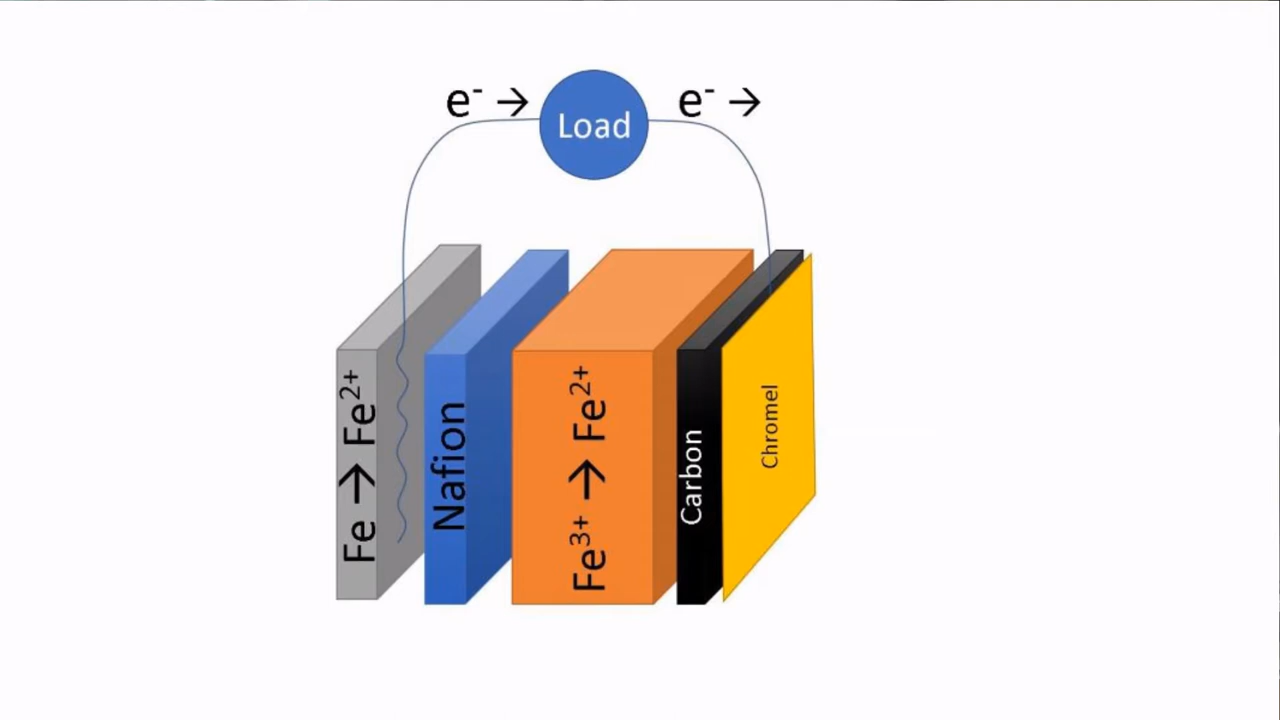 e⁻ → Load e⁻ →
Fe → Fe²⁺
Nafion
Fe³⁺ → Fe²⁺
Carbon
Chromel